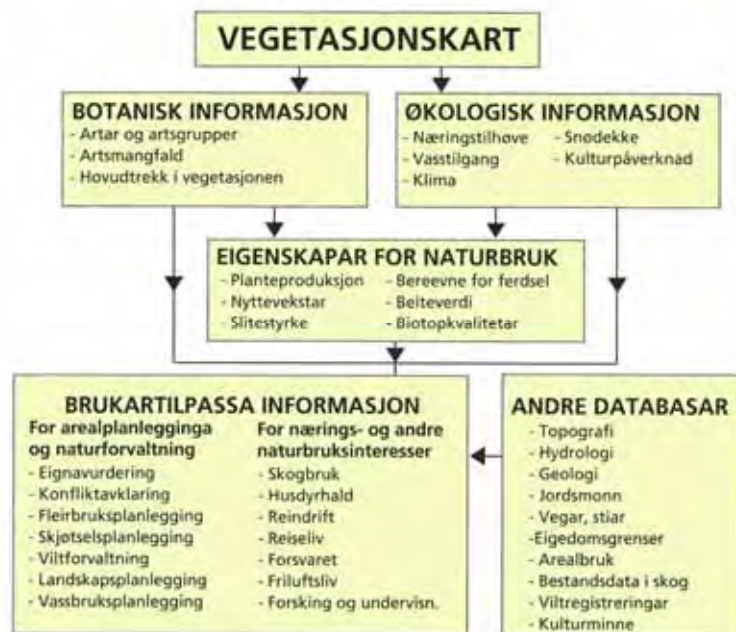 VEGETASJONSKART
BOTANISK INFORMASJON
- Artar og artsgrupper
- Artsmangfald
- Hovudtrekk i vegetasjonen
ØKOLOGISK INFORMASJON
- Næringstilhøve
- Vasstilgang
- Klima
- Snødekke
- Kulturpåverknad
EIGENSKAPAR FOR NATURBRUK
- Planteproduksjon
- Nyttevekstar
- Slitestyrke
- Bereevne for ferdsel
- Beiteverdi
- Biotopkvalitetar
BRUKARTILPASSA INFORMASJON
For arealplanlegginga
og naturforvaltning
- Eignavurdering
- Konfliktavklaring
- Fleirbruksplanlegging
- Skjøtselsplanlegging
- Viltforvaltning
- Landskapsplanlegging
- Vassbruksplanlegging
For nærings- og andre
naturbruksinteresser
- Skogbruk
- Husdyrhald
- Reindrift
- Reiseliv
- Forsvaret
- Friluftsliv
- Forsking og undervisn.
ANDRE DATABASAR
- Topografi
- Hydrologi
- Geologi
- Jordsmonn
- Vegar, stiar
-Eigedomsgrenser
- Arealbruk
- Bestandsdata i skog
- Viltregistreringar
- Kulturminne